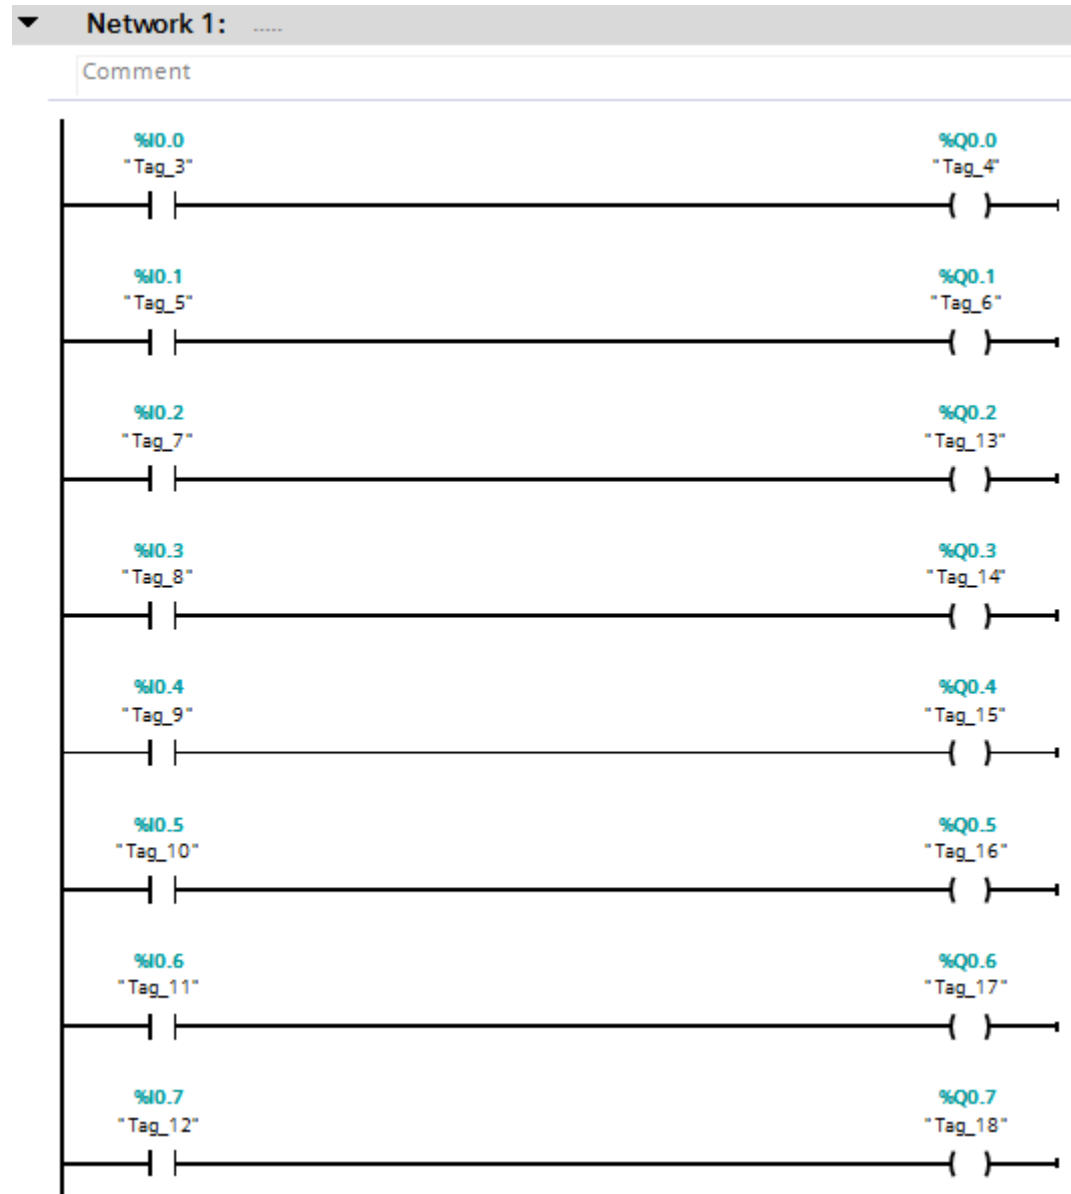 Network 1: .....
Comment
%I0.0 %Q0.0
"Tag_3" "Tag_4"
%I0.1 %Q0.1
"Tag_5" "Tag_6"
%I0.2 %Q0.2
"Tag_7" "Tag_13"
%I0.3 %Q0.3
"Tag_8" "Tag_14"
%I0.4 %Q0.4
"Tag_9" "Tag_15"
%I0.5 %Q0.5
"Tag_10" "Tag_16"
%I0.6 %Q0.6
"Tag_11" "Tag_17"
%I0.7 %Q0.7
"Tag_12" "Tag_18"